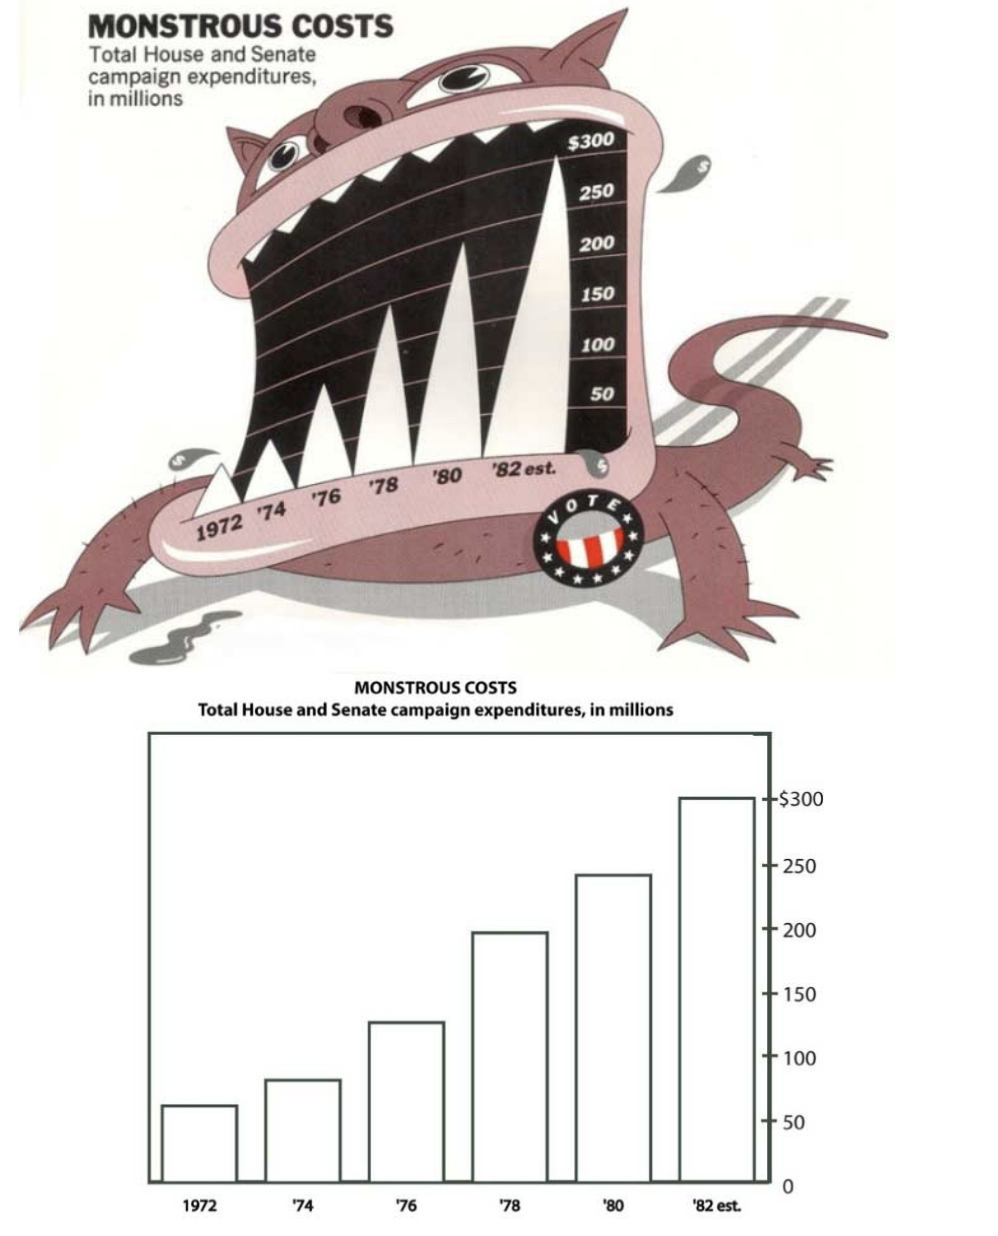 MONSTROUS COSTS
Total House and Senate
campaign expenditures,
in millions
$300
250
200
150
100
50
$
$
$
1972 '74 '76 '78 '80 '82 est.
VOTE
MONSTROUS COSTS
Total House and Senate campaign expenditures, in millions
$300
250
200
150
100
50
0
1972 '74 '76 '78 '80 '82 est.